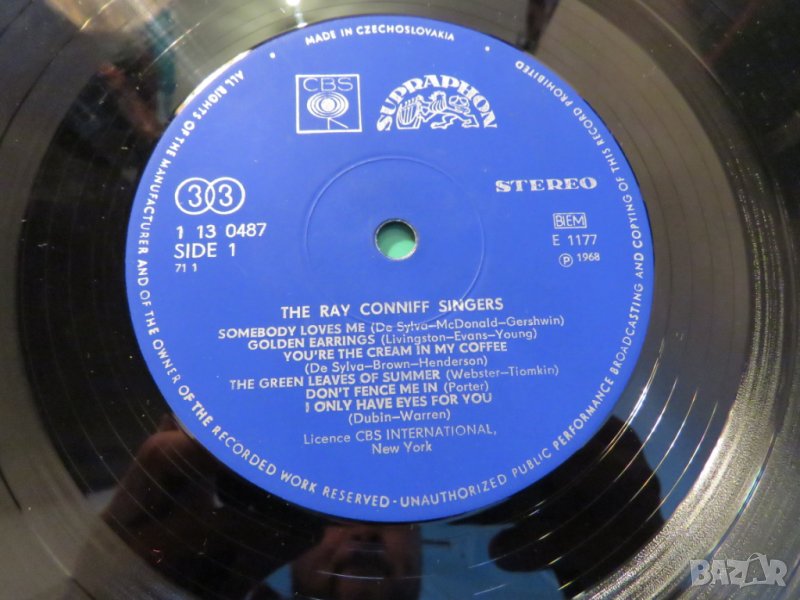 MADE IN CZECHOSLOVAKIA
CBS
SUPRAPHON
33
STEREO
1 13 0487
SIDE 1
71 1
BIEM
E 1177
Ⓟ 1968
THE RAY CONNIFF SINGERS
SOMEBODY LOVES ME (De Sylva–McDonald–Gershwin)
GOLDEN EARRINGS (Livingston–Evans–Young)
YOU'RE THE CREAM IN MY COFFEE
(De Sylva–Brown–Henderson)
THE GREEN LEAVES OF SUMMER (Webster–Tiomkin)
DON'T FENCE ME IN (Porter)
I ONLY HAVE EYES FOR YOU
(Dubin–Warren)
Licence CBS INTERNATIONAL,
New York
ALL RIGHTS OF THE MANUFACTURER AND OF THE OWNER OF THE RECORDED WORK RESERVED - UNAUTHORIZED PUBLIC PERFORMANCE BROADCASTING AND COPYING OF THIS RECORD PROHIBITED
BAZAR